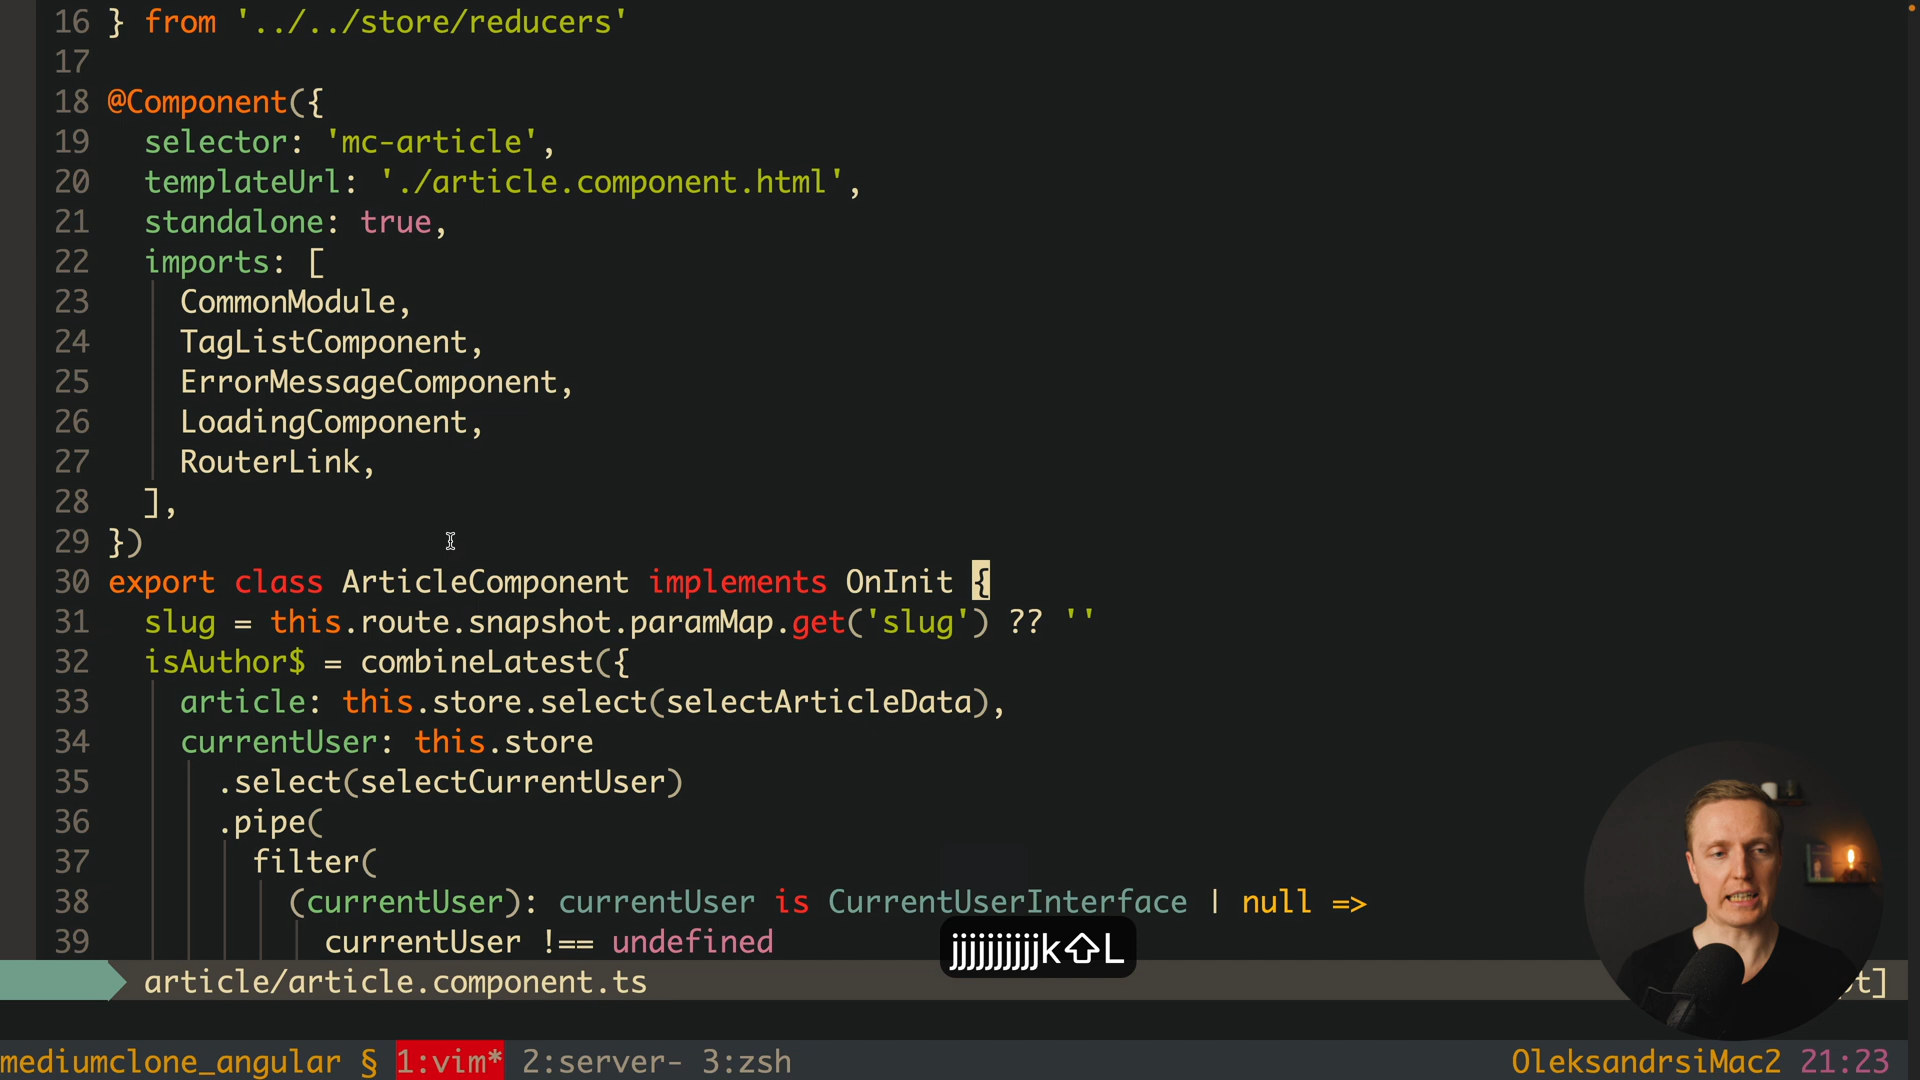 16 } from '../../store/reducers'
17
18 @Component({
19 selector: 'mc-article',
20 templateUrl: './article.component.html',
21 standalone: true,
22 imports: [
23 CommonModule,
24 TagListComponent,
25 ErrorMessageComponent,
26 LoadingComponent,
27 RouterLink,
28 ],
29 })
30 export class ArticleComponent implements OnInit {
31 slug = this.route.snapshot.paramMap.get('slug') ?? ''
32 isAuthor$ = combineLatest({
33 article: this.store.select(selectArticleData),
34 currentUser: this.store
35 .select(selectCurrentUser)
36 .pipe(
37 filter(
38 (currentUser): currentUser is CurrentUserInterface | null =>
39 currentUser !== undefined
jjjjjjjjjjk⇧L
article/article.component.ts
mediumclone_angular § 1:vim* 2:server- 3:zsh OleksandrsiMac2 21:23